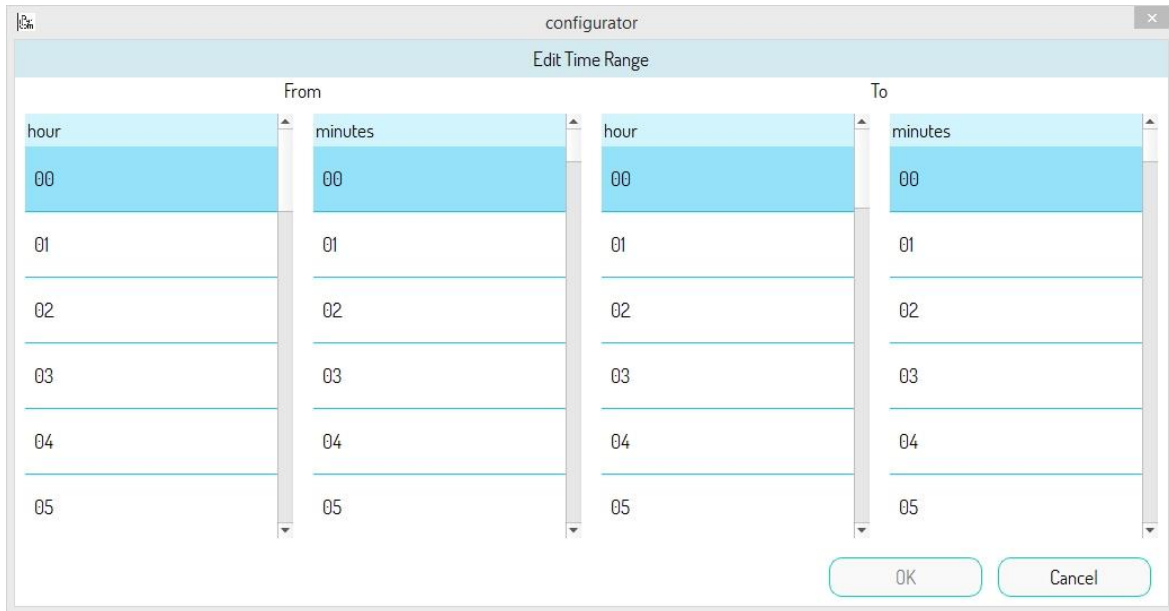 configurator
Edit Time Range
From To
hour minutes hour minutes
00 00 00 00
01 01 01 01
02 02 02 02
03 03 03 03
04 04 04 04
05 05 05 05
OK Cancel